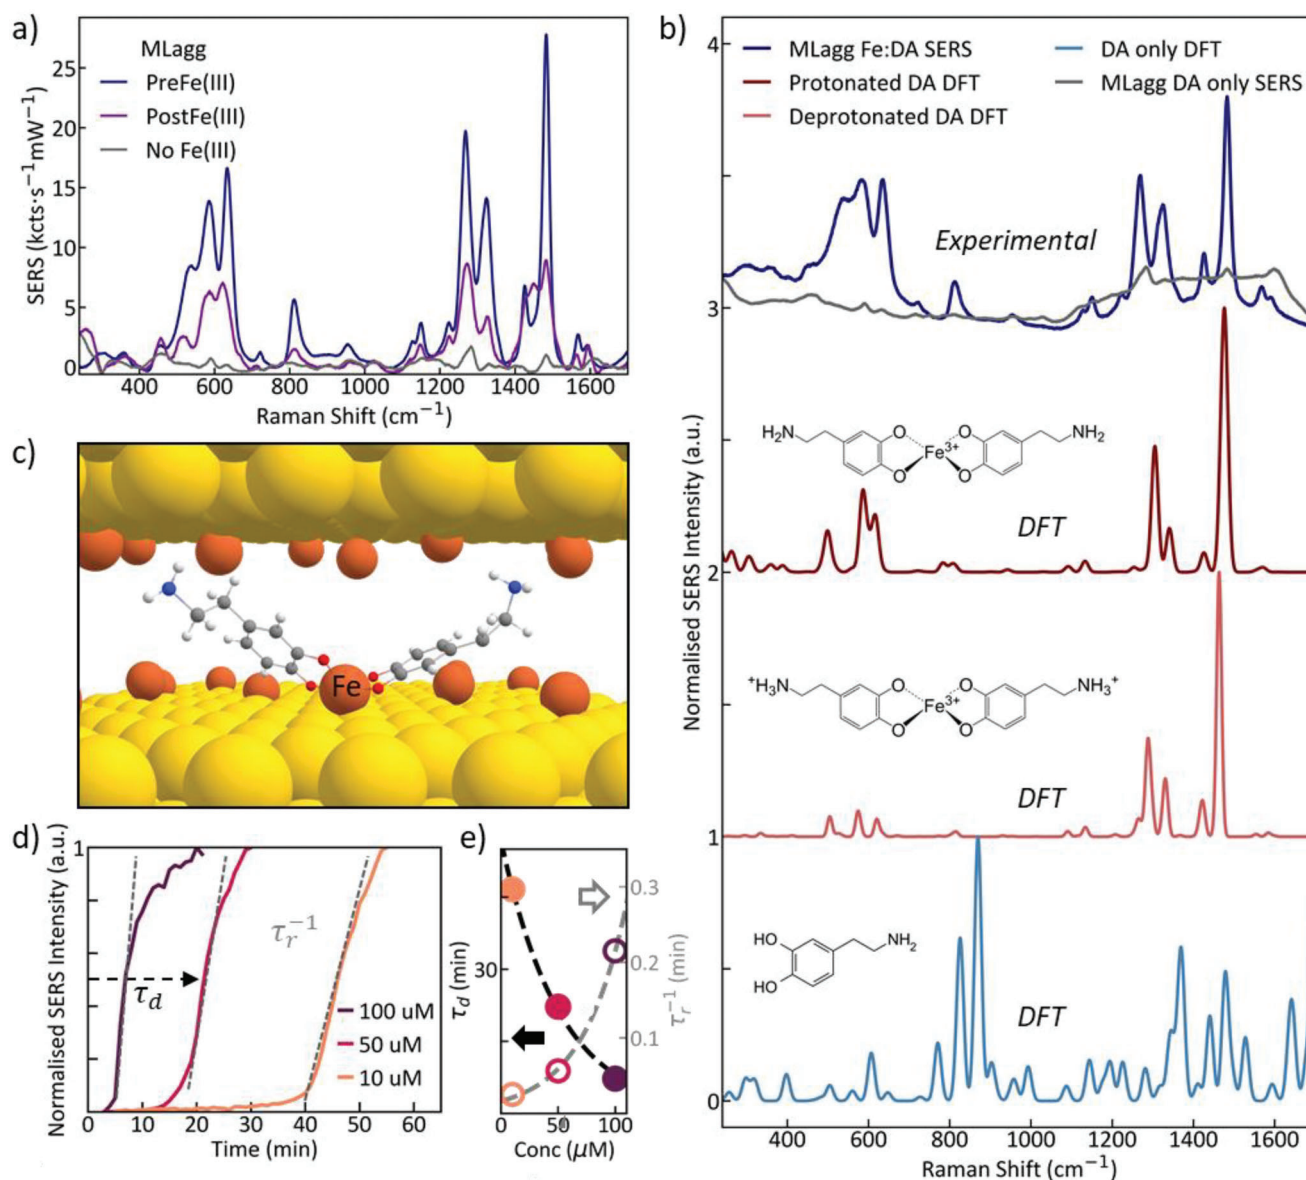 a)
MLagg
PreFe(III)
PostFe(III)
No Fe(III)
SERS (kcts·s⁻¹mW⁻¹)
25
20
15
10
5
0
400 600 800 1000 1200 1400 1600
Raman Shift (cm⁻¹)
b)
MLagg Fe:DA SERS
Protonated DA DFT
Deprotonated DA DFT
DA only DFT
MLagg DA only SERS
Normalised SERS Intensity (a.u.)
4
3
2
1
0
Experimental
H₂N O O Fe³⁺ O O NH₂
DFT
⁺H₃N O O Fe³⁺ O O NH₃⁺
DFT
HO
HO
NH₂
DFT
400 600 800 1000 1200 1400 1600
Raman Shift (cm⁻¹)
c)
Fe
d)
Normalised SERS Intensity (a.u.)
1
0
τr⁻¹
τd
100 uM
50 uM
10 uM
0 10 20 30 40 50 60
Time (min)
e)
τd (min)
30
0.3
0.2
0.1
τr⁻¹ (min)
0 50 100
Conc (μM)